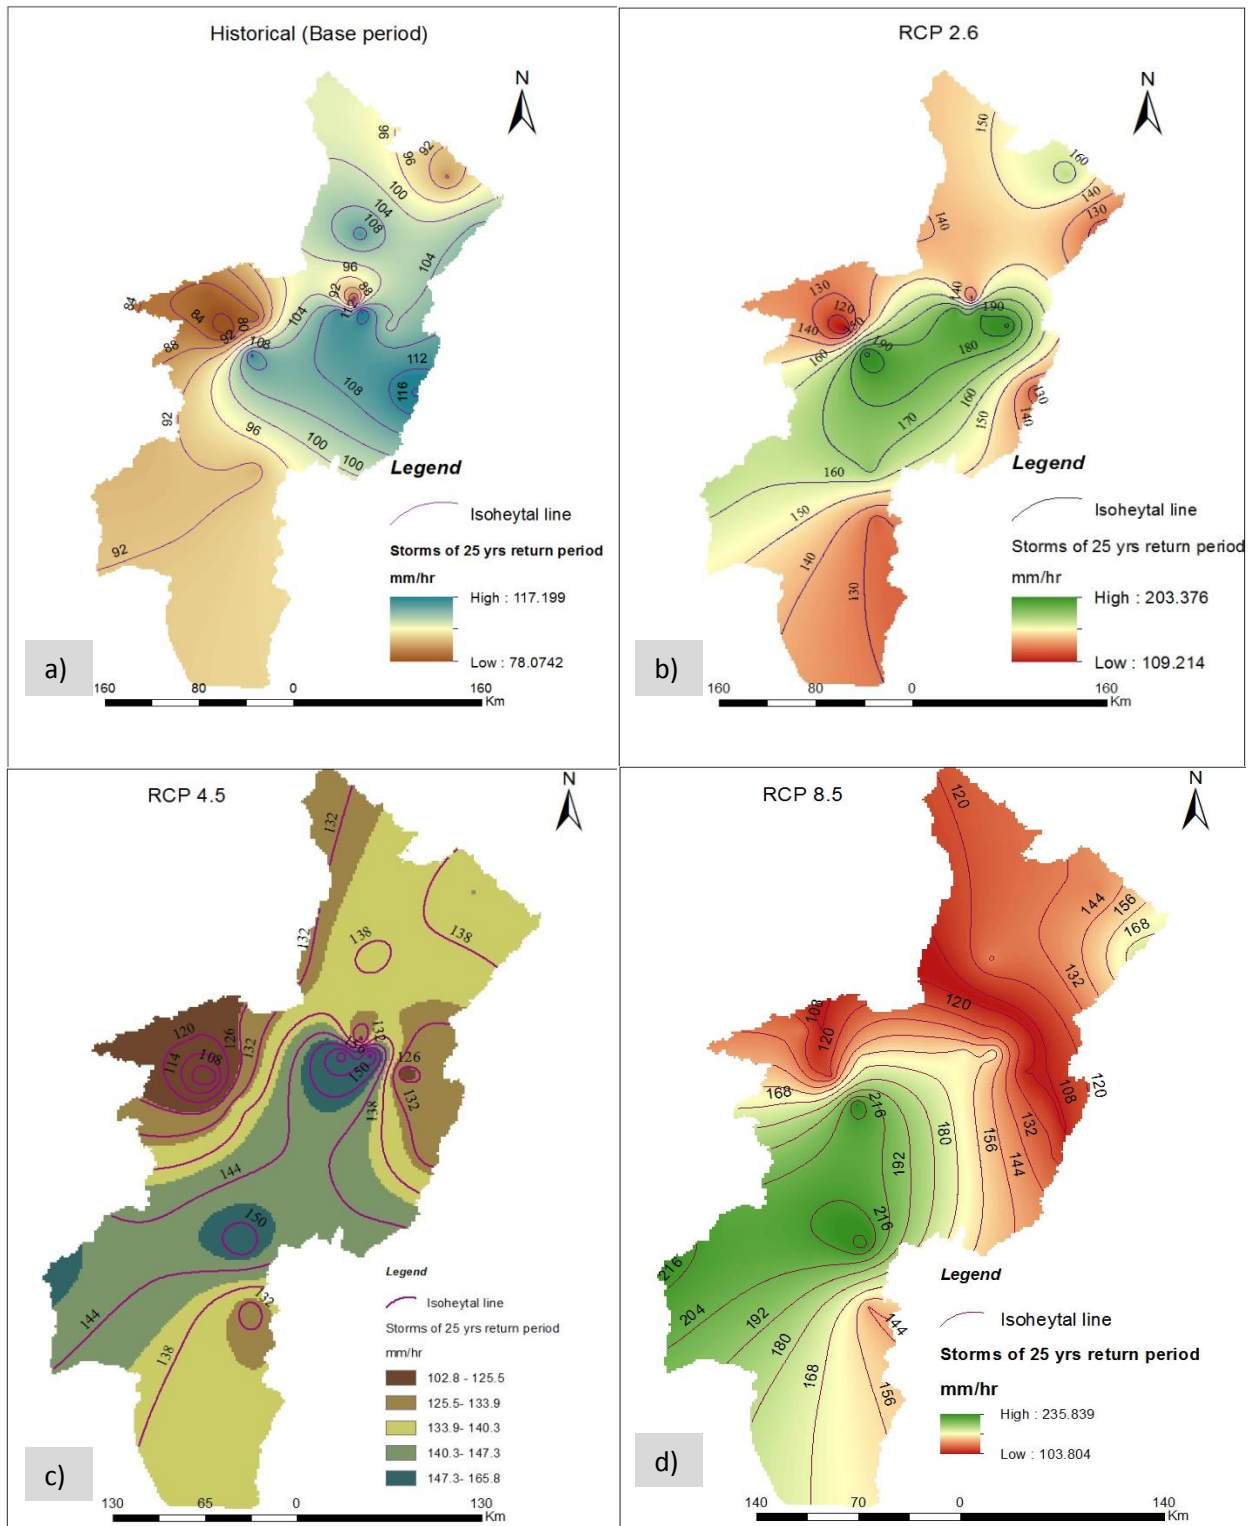 Historical (Base period)
N
96
92
96
100
104
108
104
96
92
88
112
104
84
84
80
92
88
108
112
116
108
92
96
100
100
92
Legend
Isoheytal line
Storms of 25 yrs return period
mm/hr
High : 117.199
Low : 78.0742
a)
160 80 0 160
Km
RCP 2.6
N
150
160
140
130
140
140
130
120
150
140
160
190
190
180
170
160
150
130
140
160
150
140
130
Legend
Isoheytal line
Storms of 25 yrs return period
mm/hr
High : 203.376
Low : 109.214
b)
160 80 0 160
Km
RCP 4.5
N
132
132
138
138
120
126
132
114
108
132
150
126
132
138
144
150
144
132
138
Legend
Isoheytal line
Storms of 25 yrs return period
mm/hr
102.8 - 125.5
125.5- 133.9
133.9- 140.3
140.3- 147.3
147.3- 165.8
c)
130 65 0 130
Km
RCP 8.5
N
120
144
156
168
132
120
108
120
168
120
108
132
216
180
192
156
144
216
216
204
192
180
168
144
156
Legend
Isoheytal line
Storms of 25 yrs return period
mm/hr
High : 235.839
Low : 103.804
d)
140 70 0 140
Km